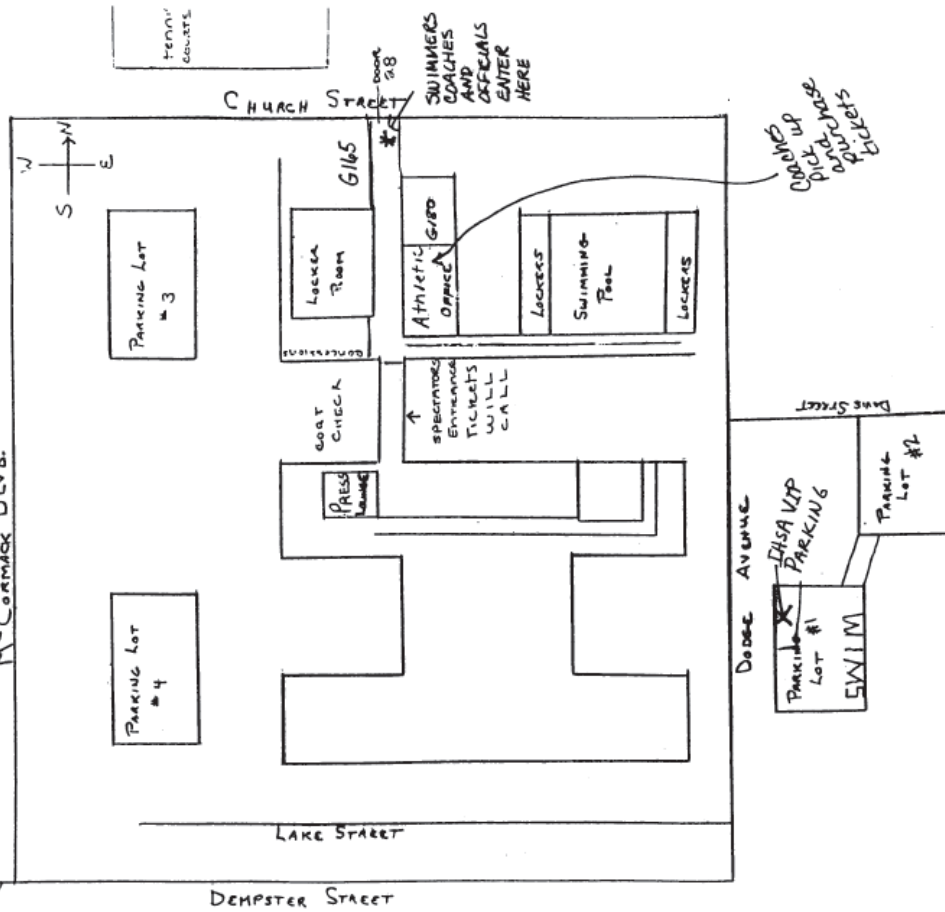 TENNIS
COURTS
CHURCH STREET
DOOR
28
SWIMMERS
COACHES
AND
OFFICIALS
ENTER
HERE
W
N
S
E
G165
COACHES
PICK UP
AND PURCHASE
TICKETS
PARKING LOT
#3
LOCKER
ROOM
G180
Athletic
OFFICE
LOCKERS
SWIMMING
POOL
LOCKERS
CONCESSIONS
COAT
CHECK
SPECTATORS
ENTRANCE
TICKETS
WILL
CALL
DAVIS STREET
PRESS
LOUNGE
PARKING
LOT #2
IHSA VIP
PARKING
DODGE AVENUE
PARKING
LOT #1
SWIM
McCORMACK BLVD.
PARKING LOT
#4
LAKE STREET
DEMPSTER STREET